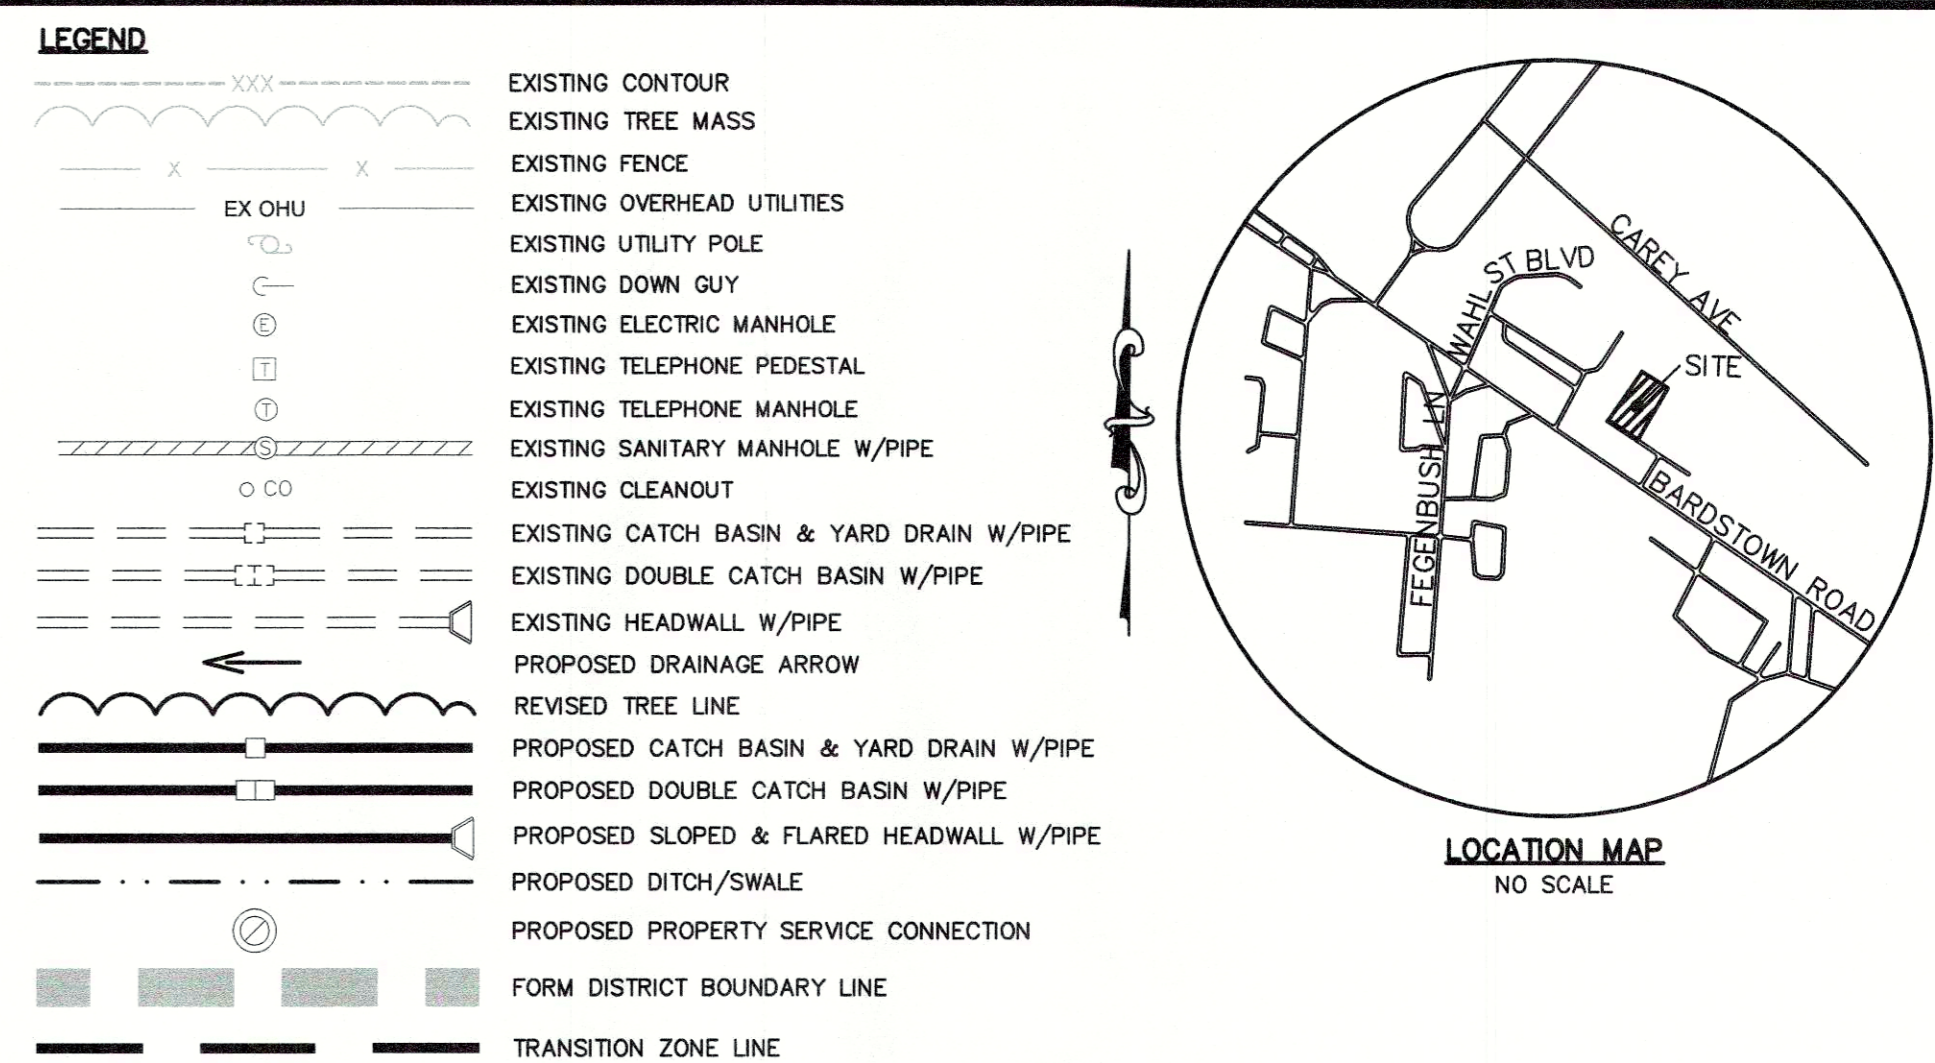 LEGEND
XXX EXISTING CONTOUR
EXISTING TREE MASS
X X EXISTING FENCE
EX OHU EXISTING OVERHEAD UTILITIES
EXISTING UTILITY POLE
EXISTING DOWN GUY
E EXISTING ELECTRIC MANHOLE
T EXISTING TELEPHONE PEDESTAL
T EXISTING TELEPHONE MANHOLE
S EXISTING SANITARY MANHOLE W/PIPE
CO EXISTING CLEANOUT
EXISTING CATCH BASIN & YARD DRAIN W/PIPE
EXISTING DOUBLE CATCH BASIN W/PIPE
EXISTING HEADWALL W/PIPE
PROPOSED DRAINAGE ARROW
REVISED TREE LINE
PROPOSED CATCH BASIN & YARD DRAIN W/PIPE
PROPOSED DOUBLE CATCH BASIN W/PIPE
PROPOSED SLOPED & FLARED HEADWALL W/PIPE
PROPOSED DITCH/SWALE
PROPOSED PROPERTY SERVICE CONNECTION
FORM DISTRICT BOUNDARY LINE
TRANSITION ZONE LINE
CAREY AVE
WAHL ST BLVD
SITE
FEGENBUSH LN
BARDSTOWN ROAD
LOCATION MAP
NO SCALE